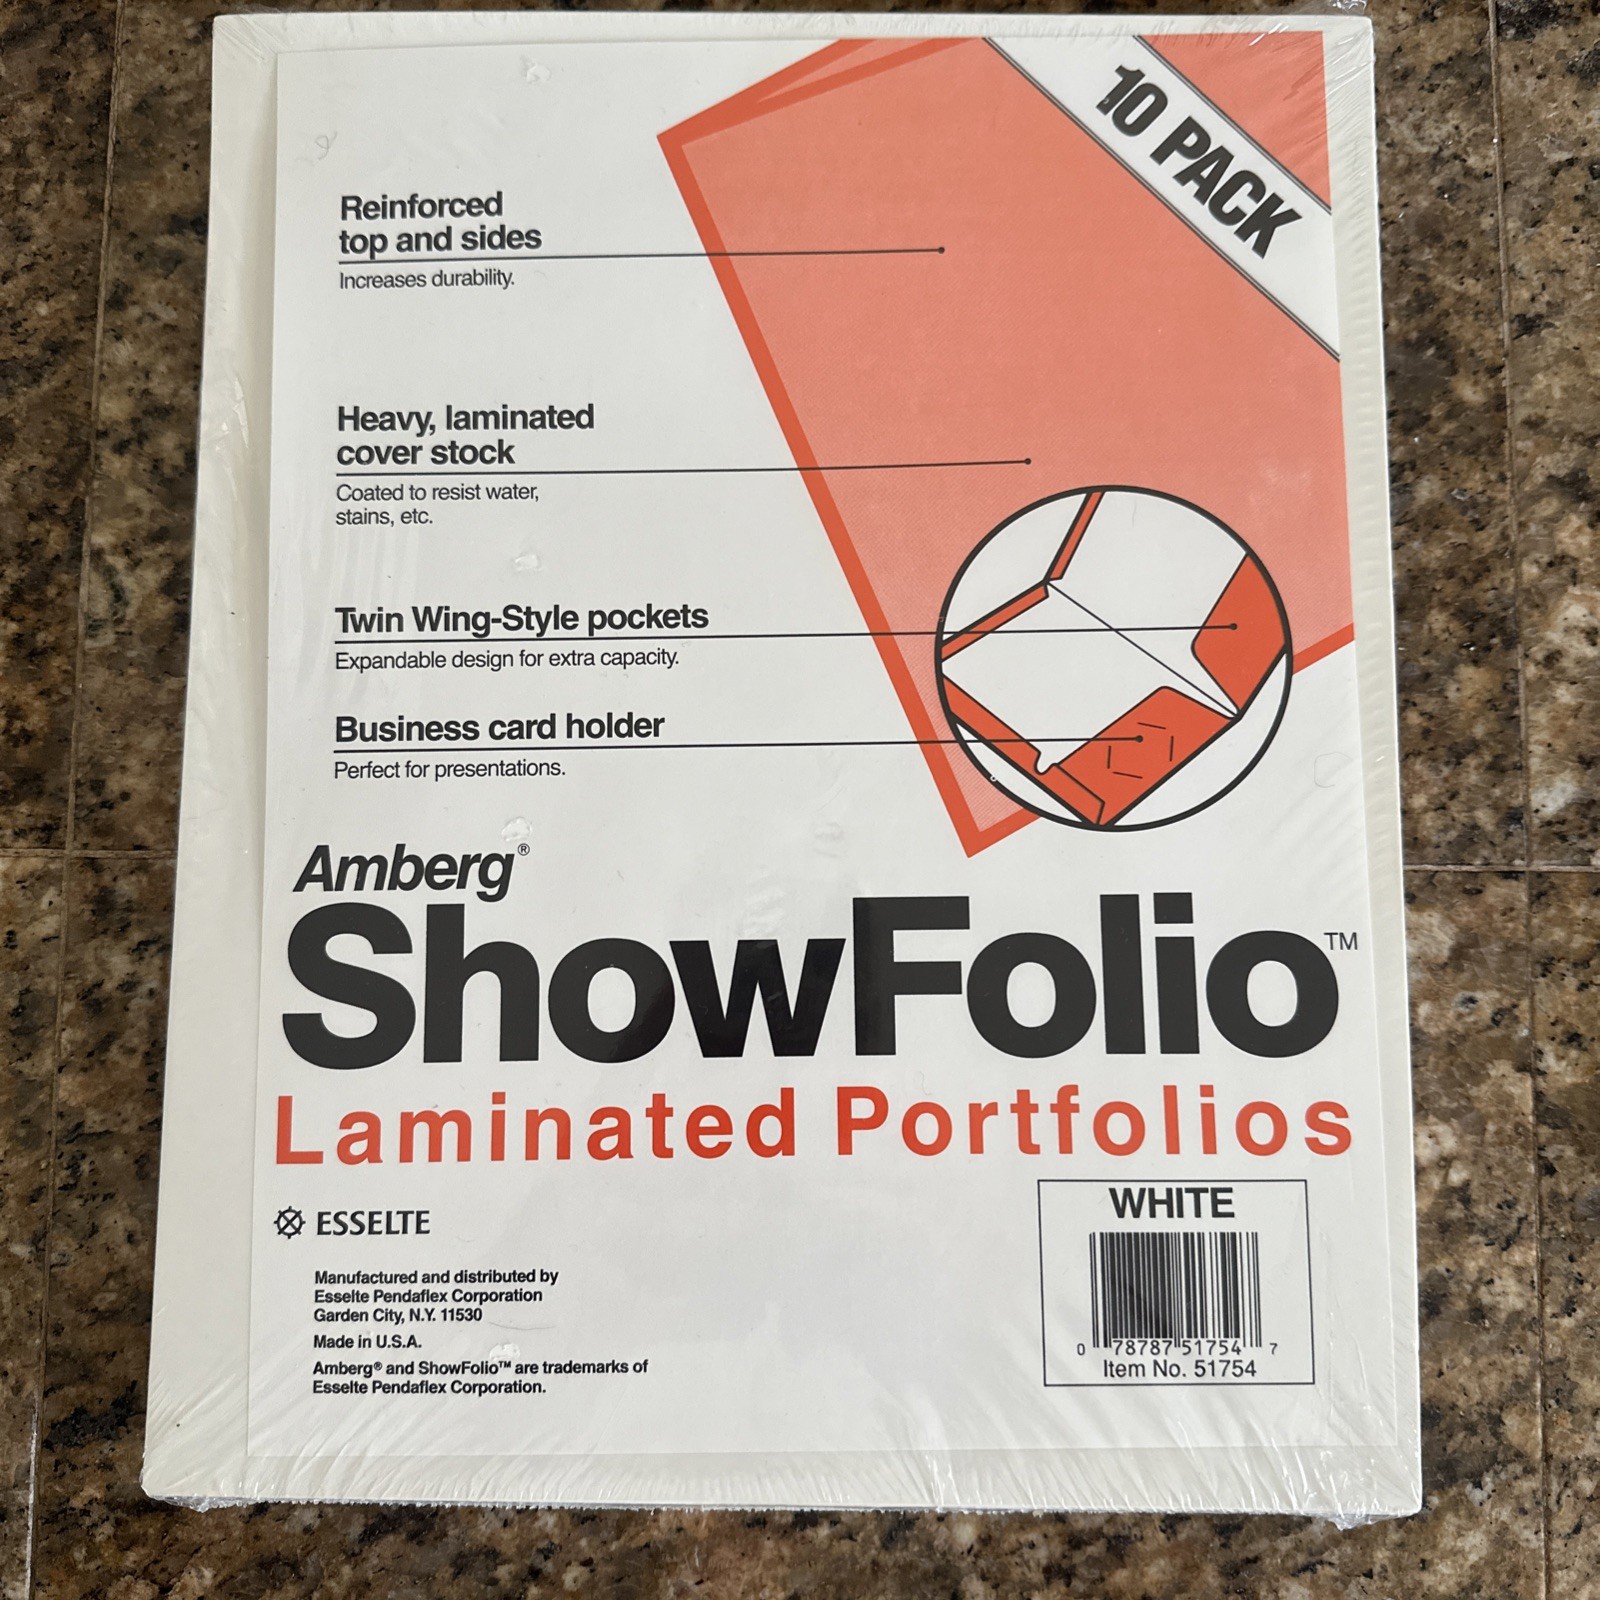 10 PACK
Reinforced
top and sides
Increases durability.
Heavy, laminated
cover stock
Coated to resist water,
stains, etc.
Twin Wing-Style pockets
Expandable design for extra capacity.
Business card holder
Perfect for presentations.
Amberg®
ShowFolio™
Laminated Portfolios
ESSELTE
Manufactured and distributed by
Esselte Pendaflex Corporation
Garden City, N.Y. 11530
Made in U.S.A.
Amberg® and ShowFolio™ are trademarks of
Esselte Pendaflex Corporation.
WHITE
0 78787 51754 7
Item No. 51754